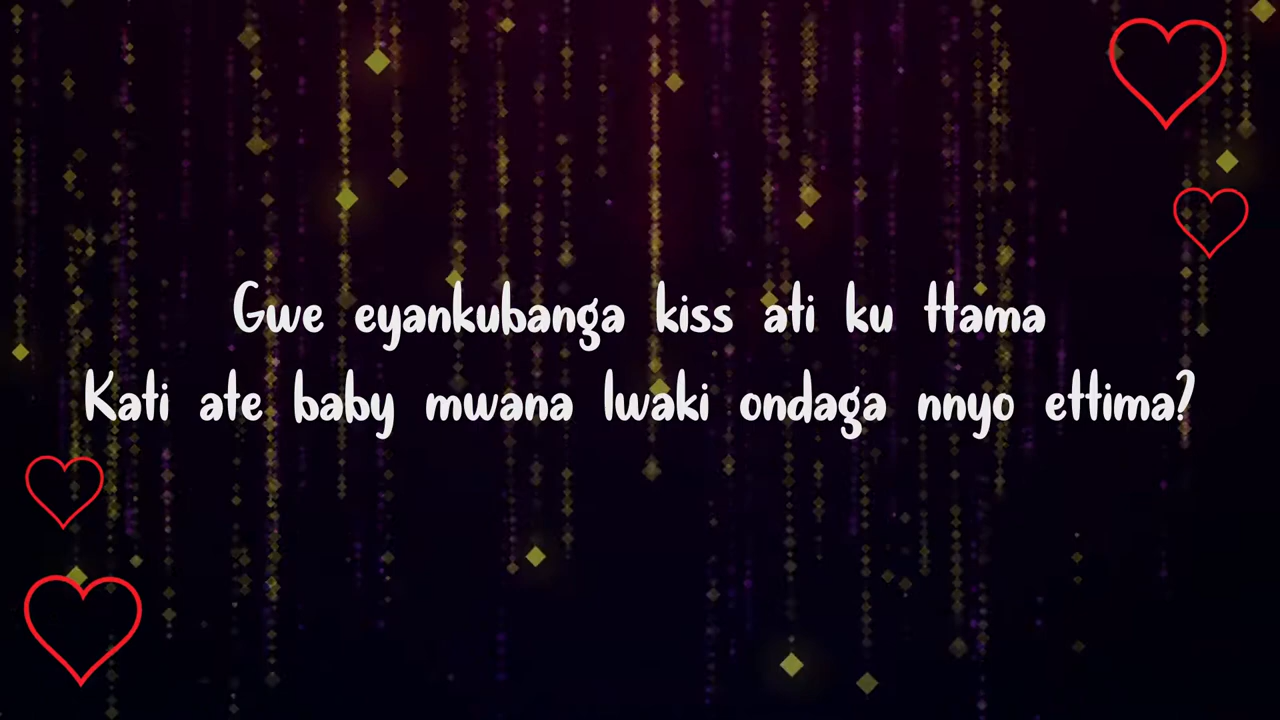 Gwe eyankubanga kiss ati ku ttama
Kati ate baby mwana lwaki ondaga nnyo ettima?